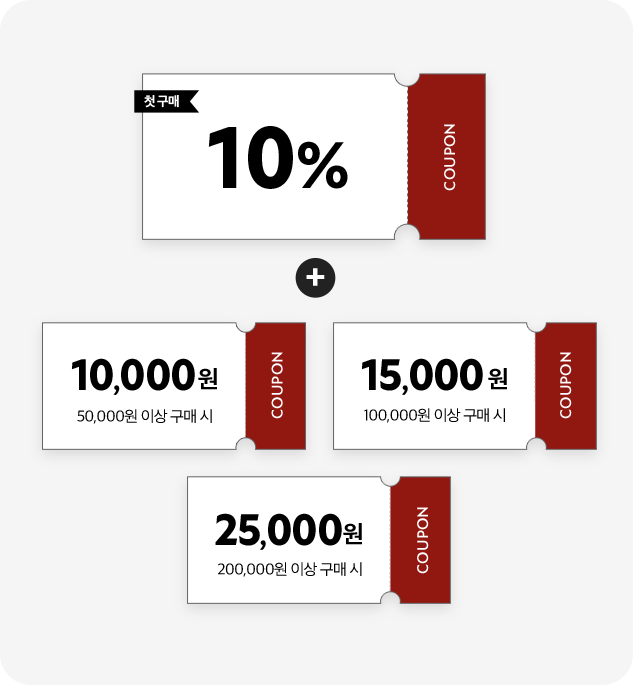 첫 구매
10%
COUPON
+
10,000원
50,000원 이상 구매 시
COUPON
15,000원
100,000원 이상 구매 시
COUPON
25,000원
200,000원 이상 구매 시
COUPON